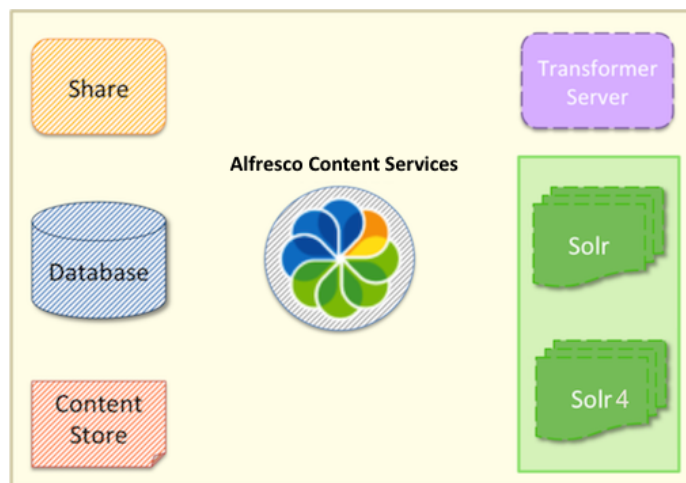 Share
Transformer
Server
Alfresco Content Services
Database
Solr
Content
Store
Solr 4